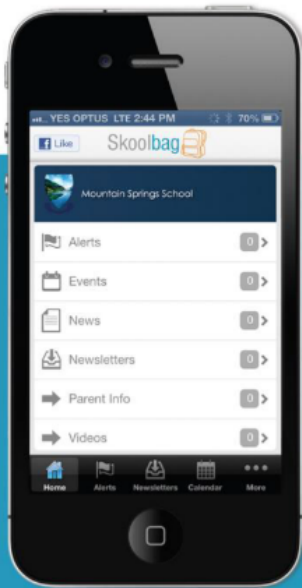 YES OPTUS LTE 2:44 PM 70%
f Like Skoolbag
Mountain Springs School
Alerts 0
Events 0
News 0
Newsletters 0
Parent Info 0
Videos 0
Home Alerts Newsletters Calendar More